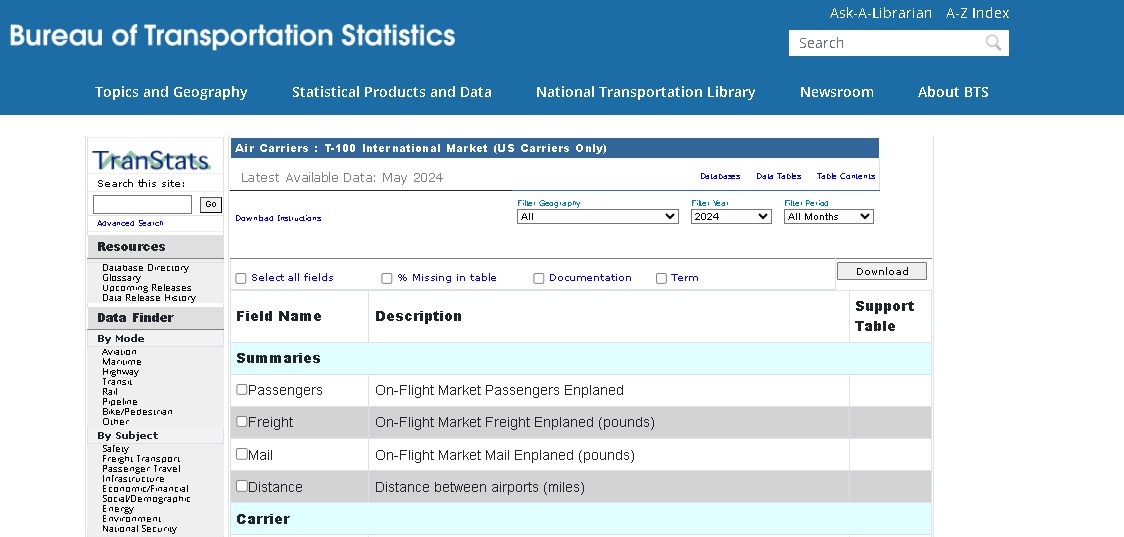 Ask-A-Librarian A-Z Index
Bureau of Transportation Statistics
Search
Topics and Geography Statistical Products and Data National Transportation Library Newsroom About BTS
TranStats
Search this site:
Go
Advanced Search
Resources
Database Directory
Glossary
Upcoming Releases
Data Release History
Data Finder
By Mode
Aviation
Maritime
Highway
Transit
Rail
Pipeline
Bike/Pedestrian
Other
By Subject
Safety
Freight Transport
Passenger Travel
Infrastructure
Economic/Financial
Social/Demographic
Energy
Environment
National Security
Air Carriers : T-100 International Market (US Carriers Only)
Latest Available Data: May 2024
Databases Data Tables Table Contents
Download Instructions
Filter Geography Filter Year Filter Period
All 2024 All Months
Select all fields % Missing in table Documentation Term Download
Field Name Description Support Table
Summaries
Passengers On-Flight Market Passengers Enplaned
Freight On-Flight Market Freight Enplaned (pounds)
Mail On-Flight Market Mail Enplaned (pounds)
Distance Distance between airports (miles)
Carrier